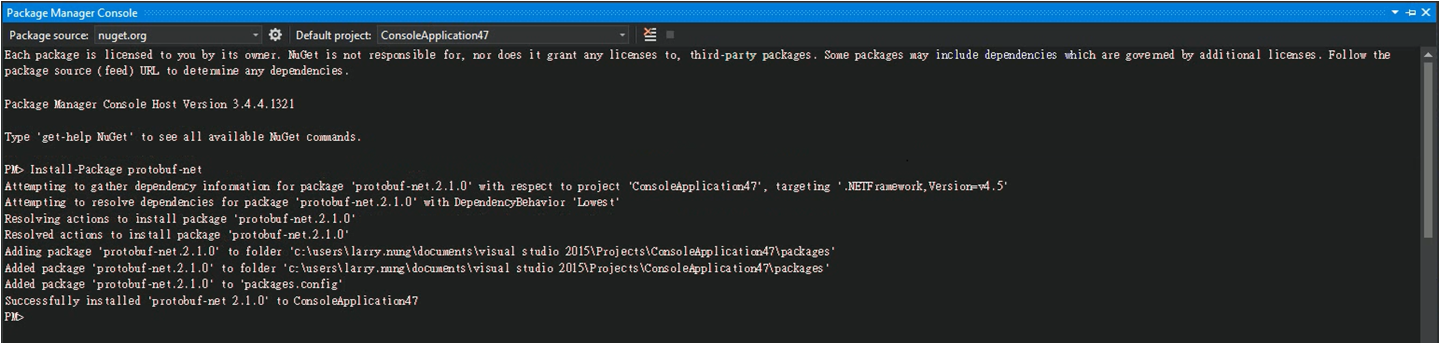 Package Manager Console
Package source: nuget.org Default project: ConsoleApplication47
Each package is licensed to you by its owner. NuGet is not responsible for, nor does it grant any licenses to, third-party packages. Some packages may include dependencies which are governed by additional licenses. Follow the
package source (feed) URL to determine any dependencies.
Package Manager Console Host Version 3.4.4.1321
Type 'get-help NuGet' to see all available NuGet commands.
PM> Install-Package protobuf-net
Attempting to gather dependency information for package 'protobuf-net.2.1.0' with respect to project 'ConsoleApplication47', targeting '.NETFramework,Version=v4.5'
Attempting to resolve dependencies for package 'protobuf-net.2.1.0' with DependencyBehavior 'Lowest'
Resolving actions to install package 'protobuf-net.2.1.0'
Resolved actions to install package 'protobuf-net.2.1.0'
Adding package 'protobuf-net.2.1.0' to folder 'c:\users\larry.nung\documents\visual studio 2015\Projects\ConsoleApplication47\packages'
Added package 'protobuf-net.2.1.0' to folder 'c:\users\larry.nung\documents\visual studio 2015\Projects\ConsoleApplication47\packages'
Added package 'protobuf-net.2.1.0' to 'packages.config'
Successfully installed 'protobuf-net 2.1.0' to ConsoleApplication47
PM>